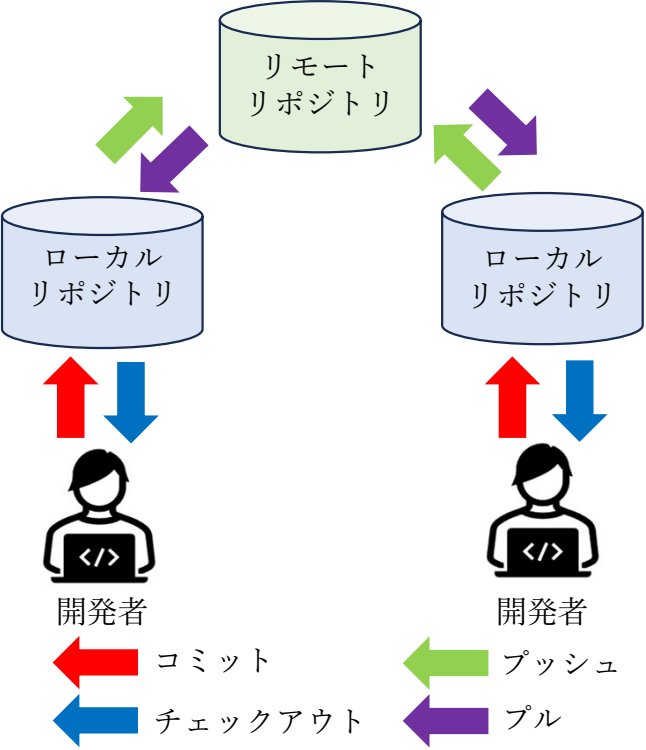 リモート
リポジトリ
ローカル
リポジトリ
ローカル
リポジトリ
</>
</>
開発者
開発者
コミット
プッシュ
チェックアウト
プル